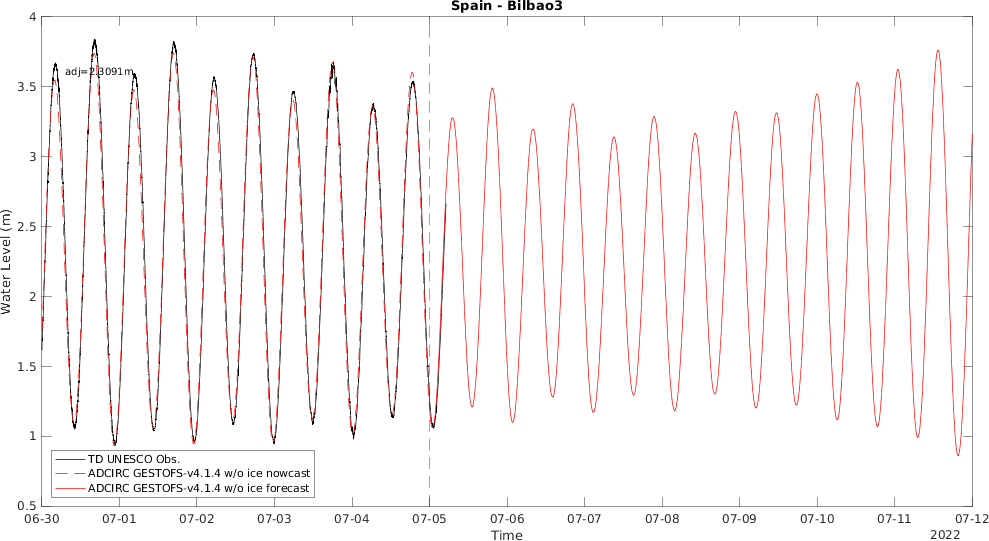 Spain - Bilbao3
4
3.5
3
2.5
2
1.5
1
0.5
Water Level (m)
adj=2.3091m
TD UNESCO Obs.
ADCIRC GESTOFS-v4.1.4 w/o ice nowcast
ADCIRC GESTOFS-v4.1.4 w/o ice forecast
06-30 07-01 07-02 07-03 07-04 07-05 07-06 07-07 07-08 07-09 07-10 07-11 07-12
Time
2022